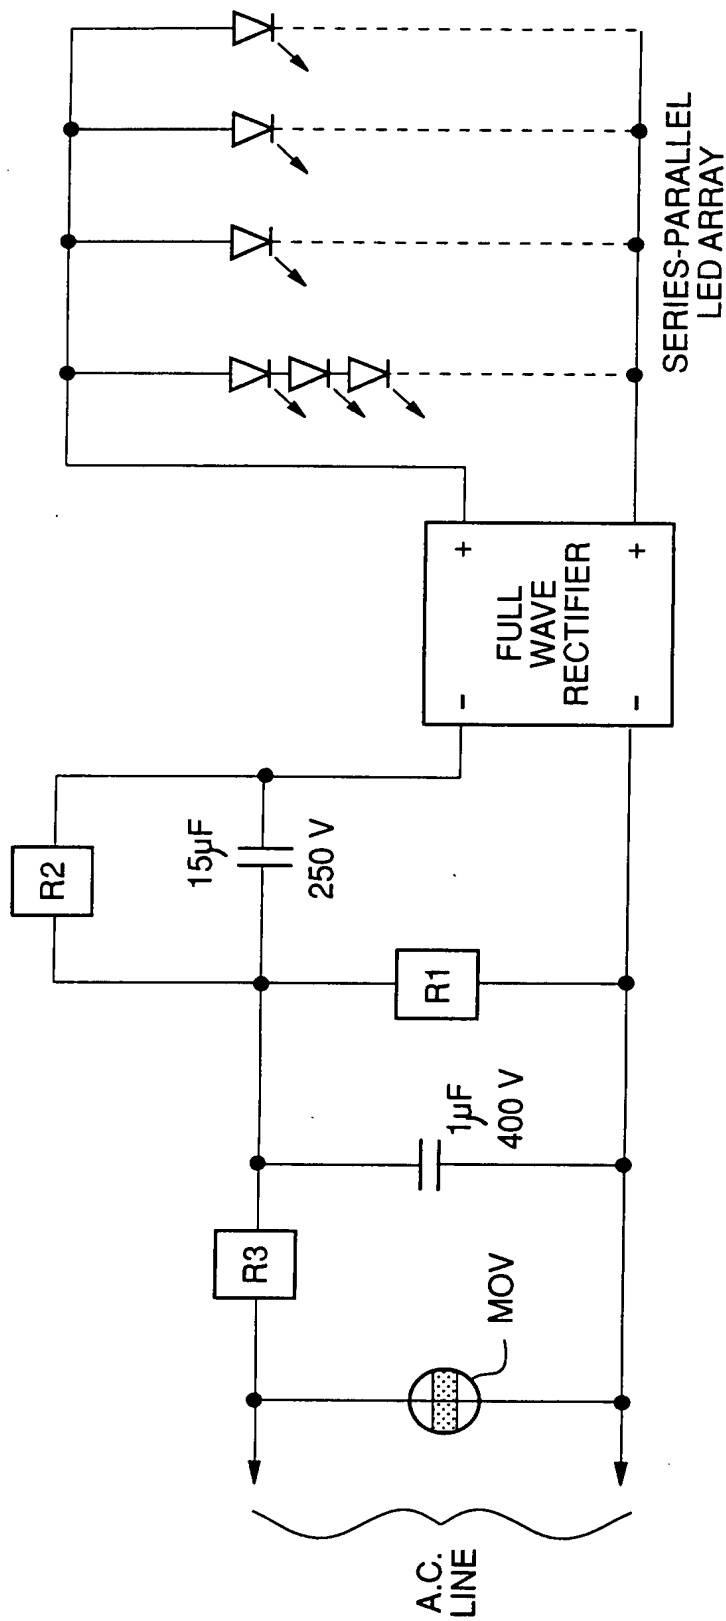 A.C.
LINE
MOV
R3
1µF
400 V
R1
R2
15µF
250 V
FULL
WAVE
RECTIFIER
− +
− +
SERIES-PARALLEL
LED ARRAY